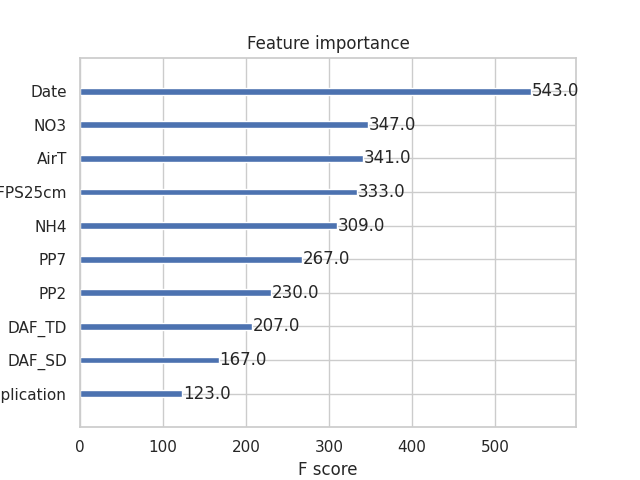 Feature importance
Date 543.0
NO3 347.0
AirT 341.0
FPS25cm 333.0
NH4 309.0
PP7 267.0
PP2 230.0
DAF_TD 207.0
DAF_SD 167.0
plication 123.0
0 100 200 300 400 500
F score